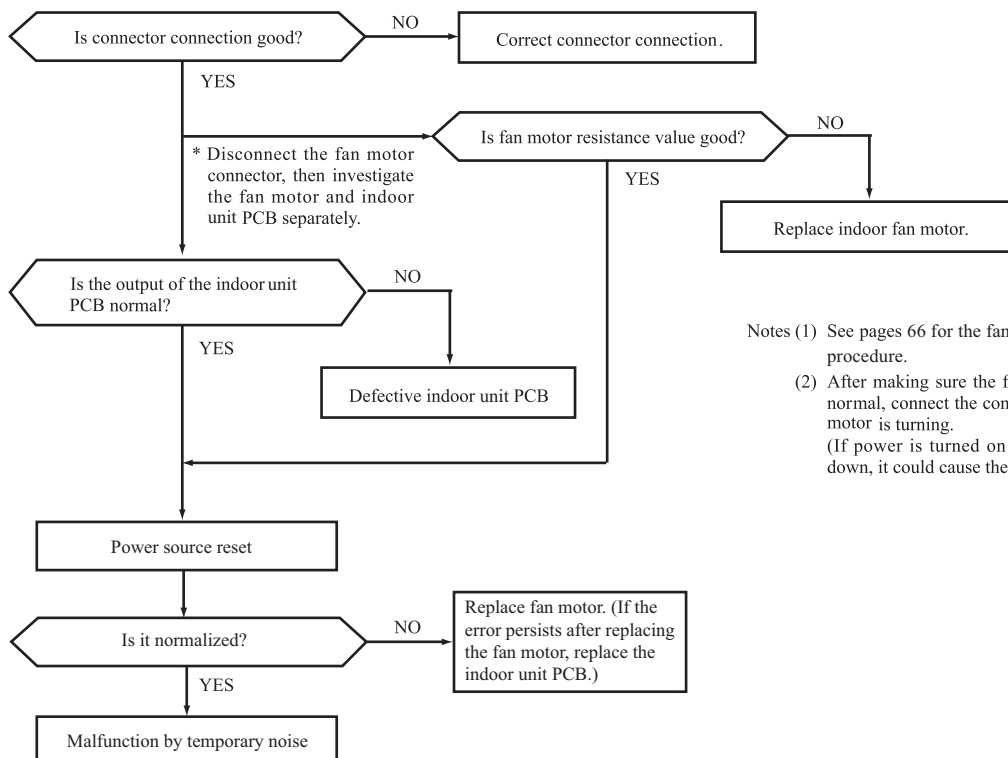 Is connector connection good?
NO
Correct connector connection.
YES
Is fan motor resistance value good?
NO
* Disconnect the fan motor
connector, then investigate
the fan motor and indoor
unit PCB separately.
YES
Replace indoor fan motor.
Is the output of the indoor unit
PCB normal?
NO
YES
Defective indoor unit PCB
Notes (1) See pages 66 for the fan
procedure.
(2) After making sure the
normal, connect the
motor is turning.
(If power is turned on
down, it could cause the
Power source reset
Is it normalized?
NO
Replace fan motor. (If the
error persists after replacing
the fan motor, replace the
indoor unit PCB.)
YES
Malfunction by temporary noise